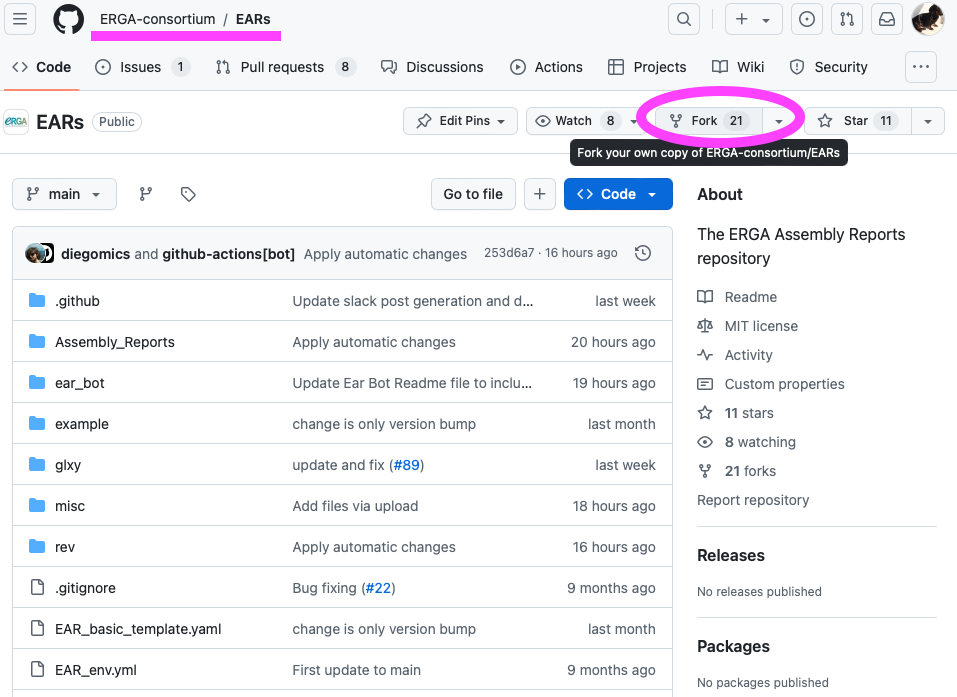 ERGA-consortium / EARs
Code Issues 1 Pull requests 8 Discussions Actions Projects Wiki Security
ERGA EARs Public Edit Pins Watch 8 Fork 21 Star 11
Fork your own copy of ERGA-consortium/EARs
main Go to file Code
diegomics and github-actions[bot] Apply automatic changes 253d6a7 · 16 hours ago
.github Update slack post generation and d... last week
Assembly_Reports Apply automatic changes 20 hours ago
ear_bot Update Ear Bot Readme file to inclu... 19 hours ago
example change is only version bump last month
glxy update and fix (#89) last week
misc Add files via upload 18 hours ago
rev Apply automatic changes 16 hours ago
.gitignore Bug fixing (#22) 9 months ago
EAR_basic_template.yaml change is only version bump last month
EAR_env.yml First update to main 9 months ago
About
The ERGA Assembly Reports
repository
Readme
MIT license
Activity
Custom properties
11 stars
8 watching
21 forks
Report repository
Releases
No releases published
Packages
No packages published